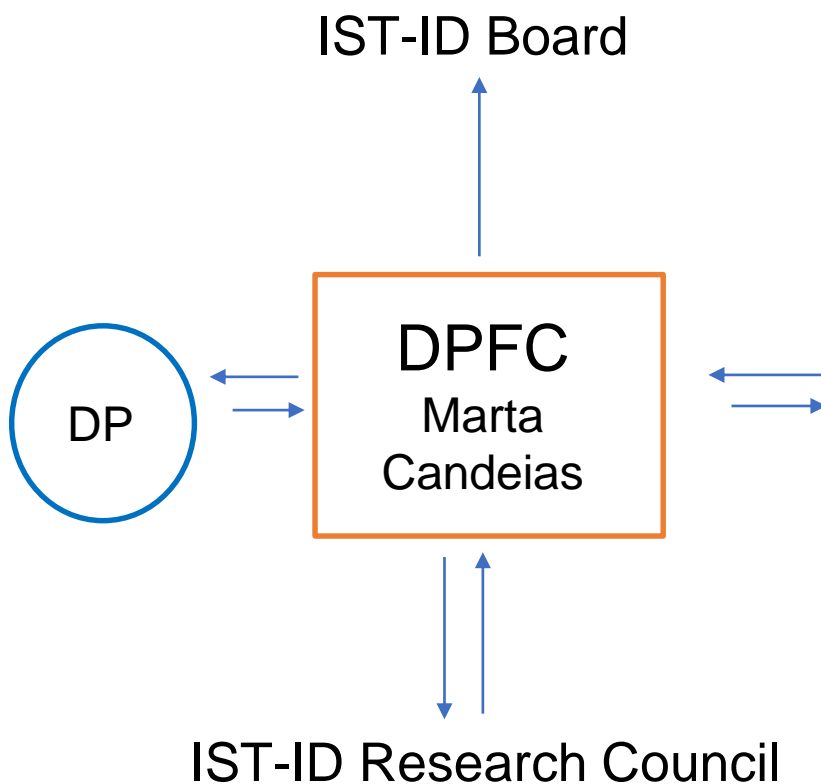 IST-ID Board
DPFC
Marta
Candeias
DP
IST-ID Research Council